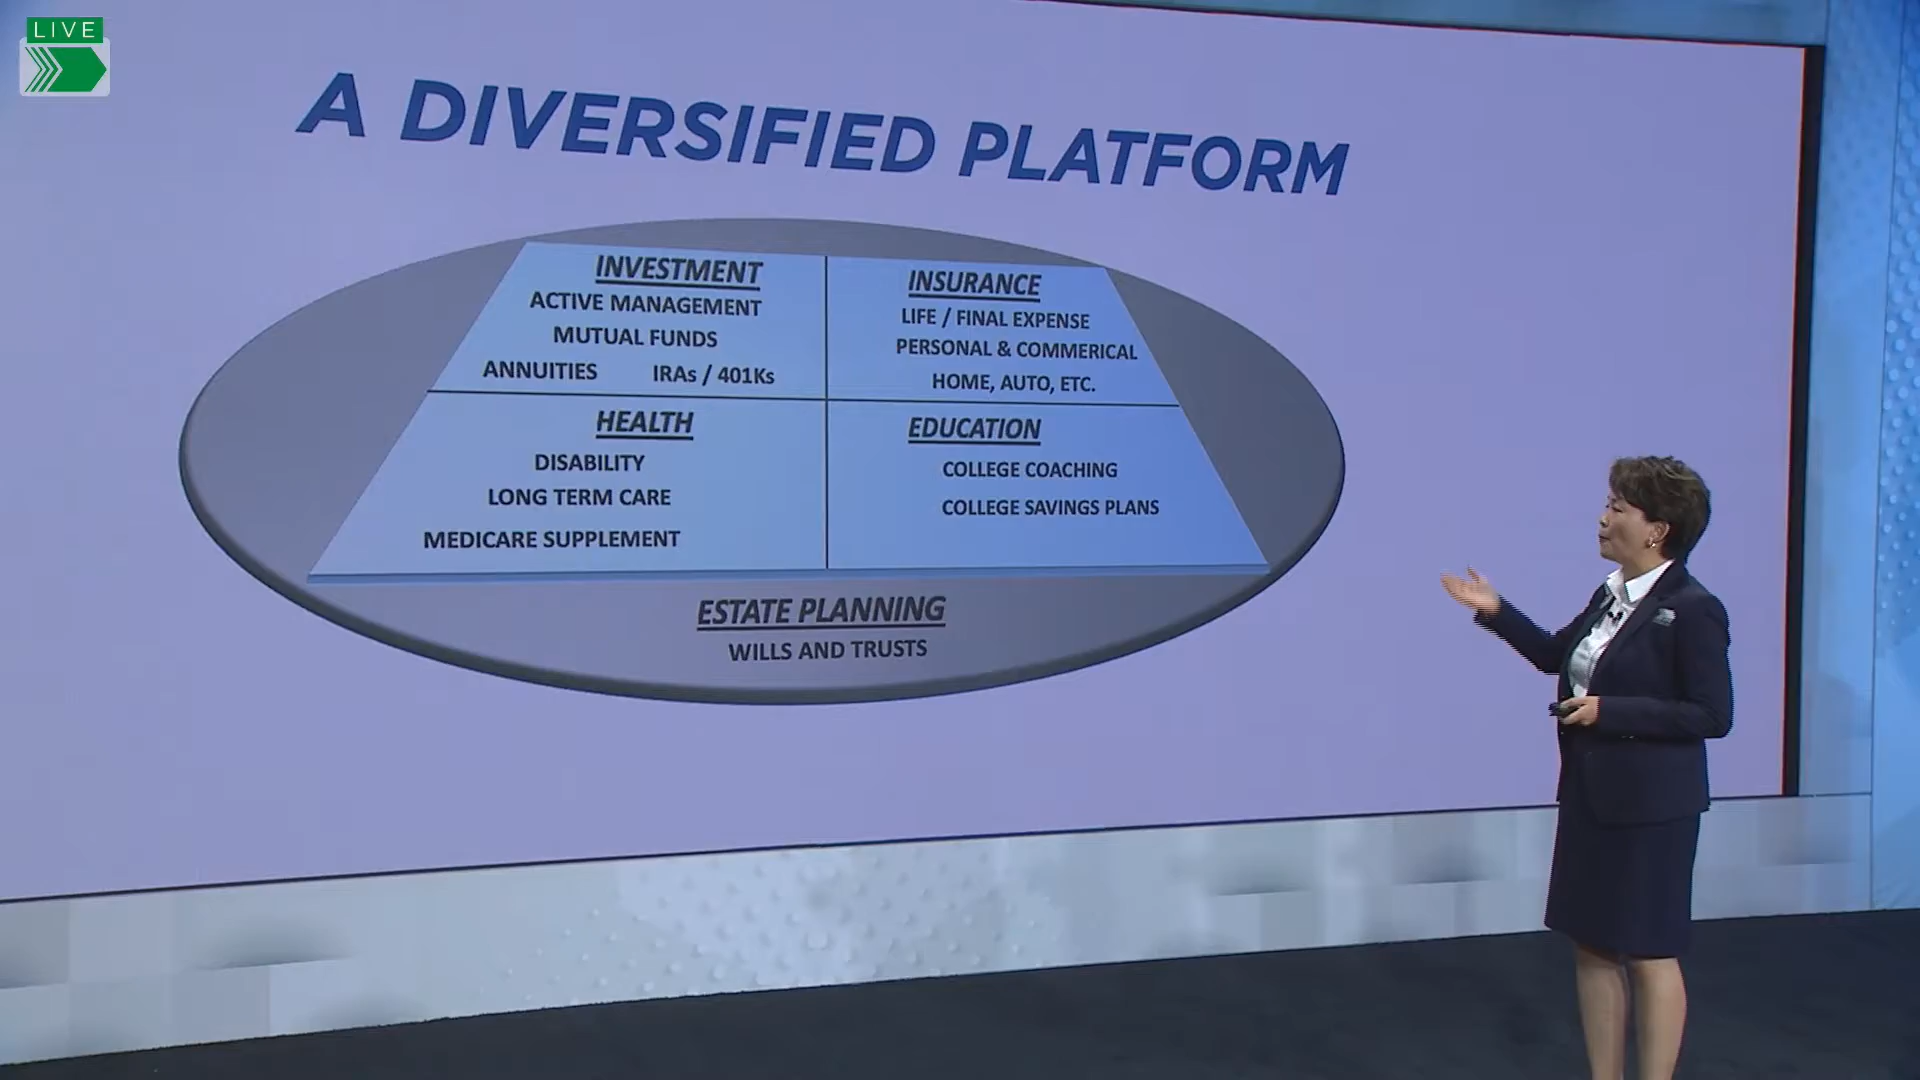 LIVE
A DIVERSIFIED PLATFORM
INVESTMENT
ACTIVE MANAGEMENT
MUTUAL FUNDS
ANNUITIES IRAs / 401Ks
INSURANCE
LIFE / FINAL EXPENSE
PERSONAL & COMMERICAL
HOME, AUTO, ETC.
HEALTH
DISABILITY
LONG TERM CARE
MEDICARE SUPPLEMENT
EDUCATION
COLLEGE COACHING
COLLEGE SAVINGS PLANS
ESTATE PLANNING
WILLS AND TRUSTS